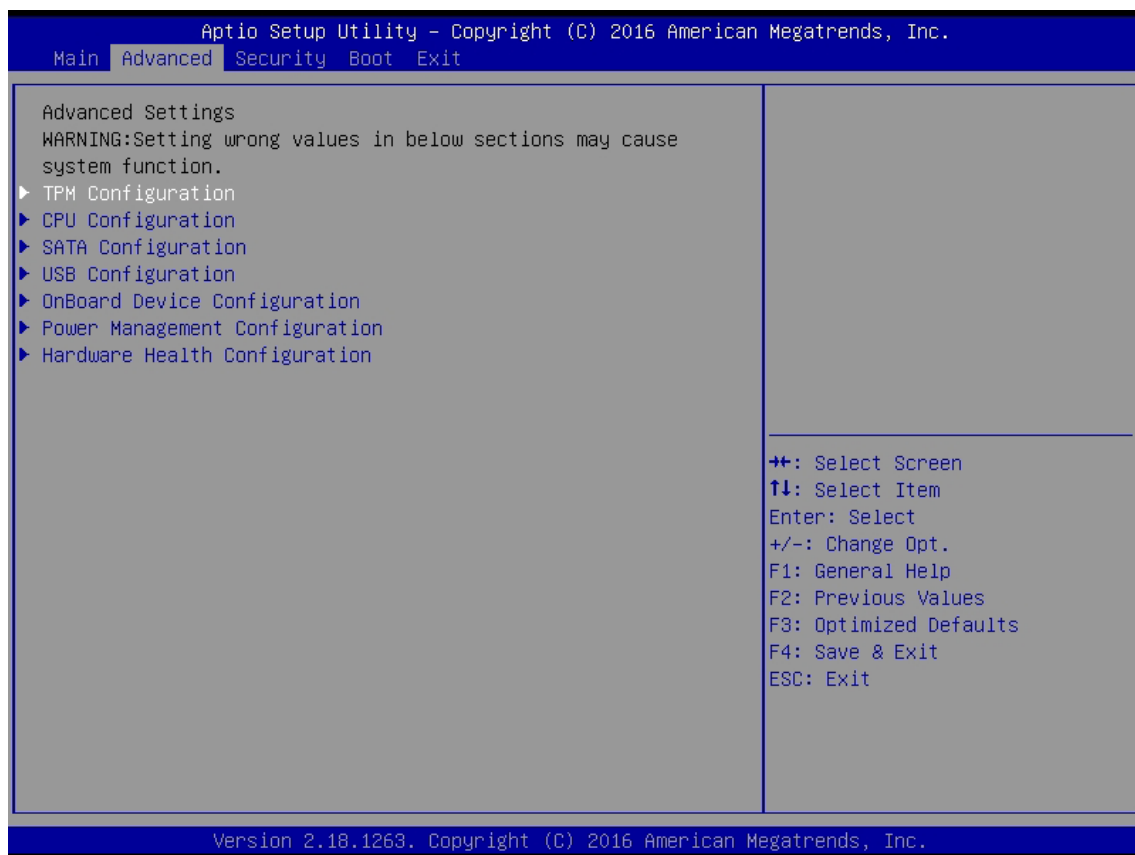 Aptio Setup Utility – Copyright (C) 2016 American Megatrends, Inc.
Main Advanced Security Boot Exit
Advanced Settings
WARNING:Setting wrong values in below sections may cause
system function.
▶ TPM Configuration
▶ CPU Configuration
▶ SATA Configuration
▶ USB Configuration
▶ OnBoard Device Configuration
▶ Power Management Configuration
▶ Hardware Health Configuration
→←: Select Screen
↑↓: Select Item
Enter: Select
+/-: Change Opt.
F1: General Help
F2: Previous Values
F3: Optimized Defaults
F4: Save & Exit
ESC: Exit
Version 2.18.1263. Copyright (C) 2016 American Megatrends, Inc.